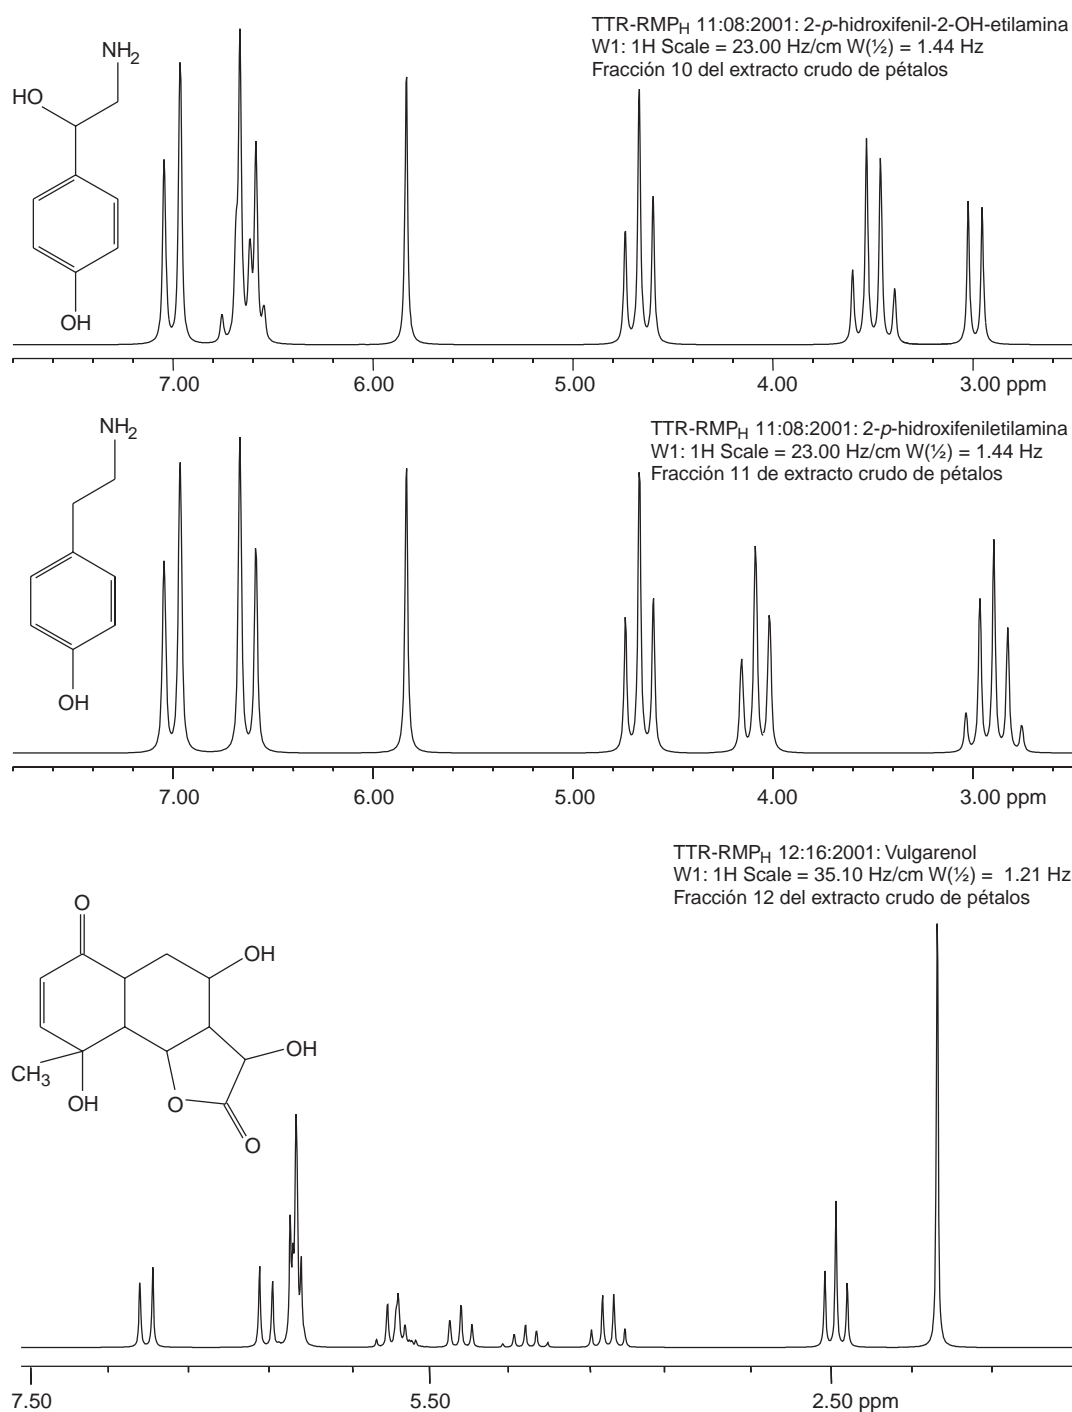 TTR-RMPH 11:08:2001: 2-p-hidroxifenil-2-OH-etilamina
W1: 1H Scale = 23.00 Hz/cm W(½) = 1.44 Hz
Fracción 10 del extracto crudo de pétalos
NH2
HO
OH
7.00 6.00 5.00 4.00 3.00 ppm
TTR-RMPH 11:08:2001: 2-p-hidroxifeniletilamina
W1: 1H Scale = 23.00 Hz/cm W(½) = 1.44 Hz
Fracción 11 de extracto crudo de pétalos
NH2
OH
7.00 6.00 5.00 4.00 3.00 ppm
TTR-RMPH 12:16:2001: Vulgarenol
W1: 1H Scale = 35.10 Hz/cm W(½) = 1.21 Hz
Fracción 12 del extracto crudo de pétalos
O
OH
OH
CH3
OH
O
O
7.50 5.50 2.50 ppm